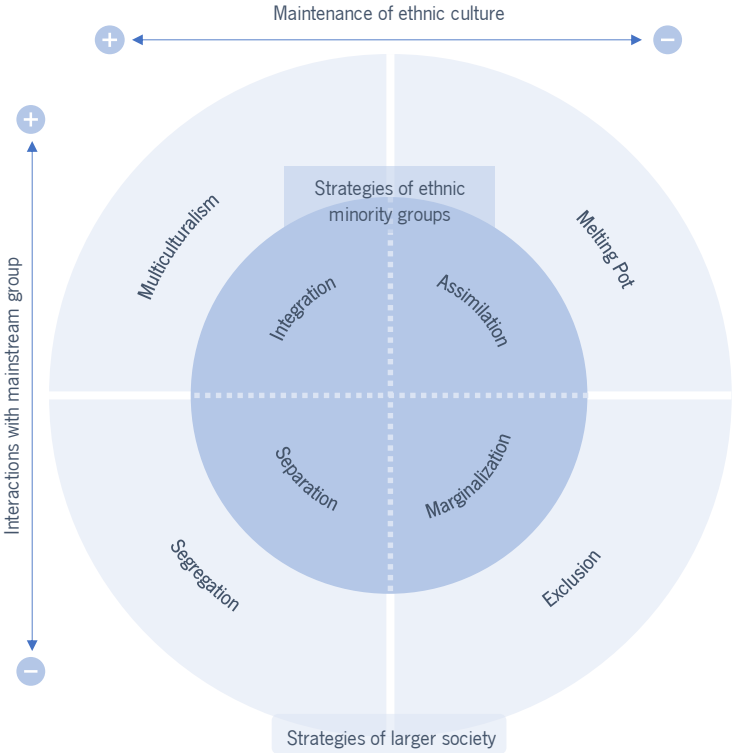 Maintenance of ethnic culture
+
−
+
Interactions with mainstream group
−
Strategies of ethnic
minority groups
Multiculturalism
Melting Pot
Integration
Assimilation
Separation
Marginalization
Segregation
Exclusion
Strategies of larger society